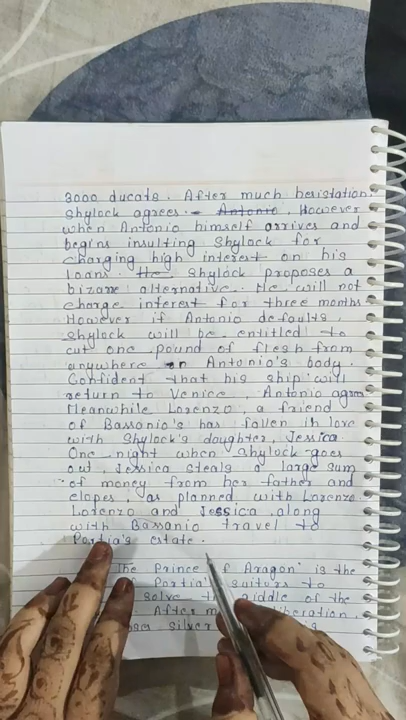 3000 ducats. After much hesistation
Shylock agrees. Antonio. However
when Antonio himself arrives and
begins insulting Shylock for
charging high interest on his
loans. the Shylock proposes a
bizare alternative. He will not
charge interest for three months
However if Antonio defaults,
Shylock will be entitled to
cut one pound of flesh from
anywhere on Antonio's body.
Confident that his ship will
return to Venice, Antonio
Meanwhile Lorenzo, a friend
of Bassonio's has fallen in love
with Shylock's daughter, Jessica
One night when shylock goes
out, Jessica steals a large sum
of money from her father and
elopes, as planned, with Lorenzo.
Lorenzo and Jessica, along
with Bassanio travel to
Portia's estate.
The Prince of Aragon is the
of Portia's suitors to
solve riddle of the
After
silver